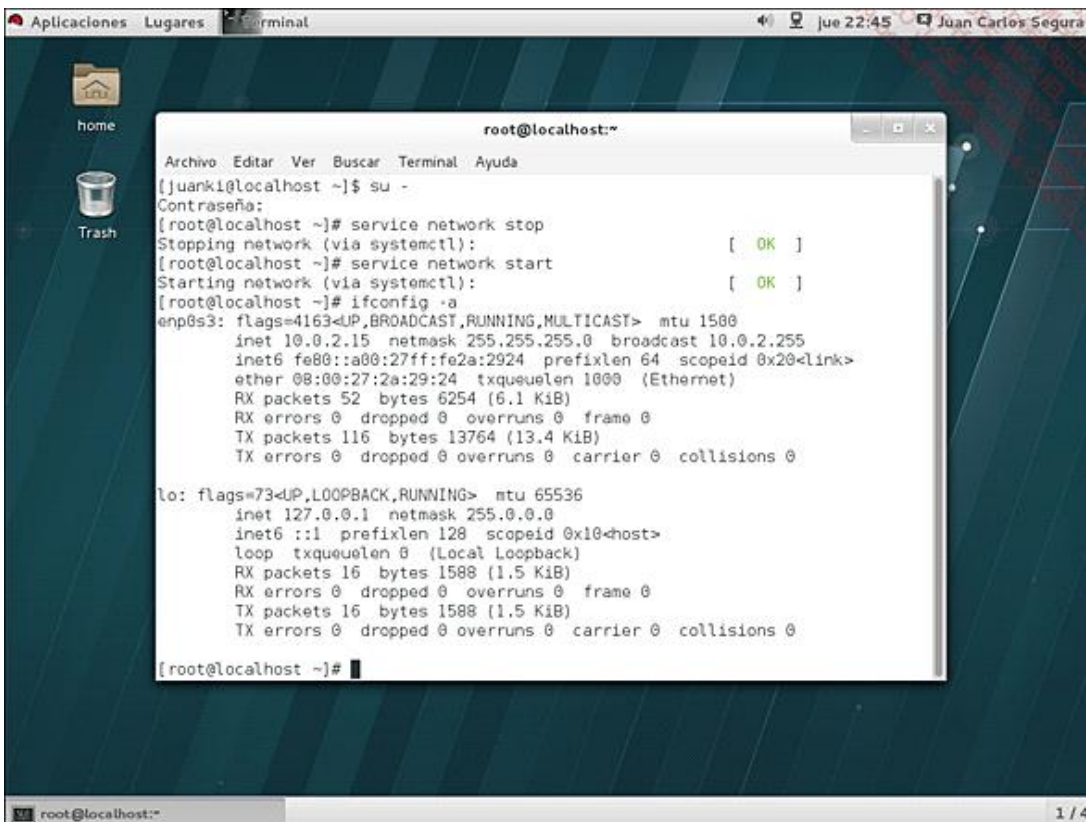 Aplicaciones Lugares Terminal jue 22:45 Juan Carlos Segura
home
Trash
root@localhost:~
Archivo Editar Ver Buscar Terminal Ayuda
[juanki@localhost ~]$ su -
Contraseña:
[root@localhost ~]# service network stop
Stopping network (via systemctl): [ OK ]
[root@localhost ~]# service network start
Starting network (via systemctl): [ OK ]
[root@localhost ~]# ifconfig -a
enp0s3: flags=4163<UP,BROADCAST,RUNNING,MULTICAST> mtu 1500
inet 10.0.2.15 netmask 255.255.255.0 broadcast 10.0.2.255
inet6 fe80::a00:27ff:fe2a:2924 prefixlen 64 scopeid 0x20<link>
ether 08:00:27:2a:29:24 txqueuelen 1000 (Ethernet)
RX packets 52 bytes 6254 (6.1 KiB)
RX errors 0 dropped 0 overruns 0 frame 0
TX packets 116 bytes 13764 (13.4 KiB)
TX errors 0 dropped 0 overruns 0 carrier 0 collisions 0
lo: flags=73<UP,LOOPBACK,RUNNING> mtu 65536
inet 127.0.0.1 netmask 255.0.0.0
inet6 ::1 prefixlen 128 scopeid 0x10<host>
loop txqueuelen 0 (Local Loopback)
RX packets 16 bytes 1588 (1.5 KiB)
RX errors 0 dropped 0 overruns 0 frame 0
TX packets 16 bytes 1588 (1.5 KiB)
TX errors 0 dropped 0 overruns 0 carrier 0 collisions 0
[root@localhost ~]#
root@localhost:~ 1 / 4